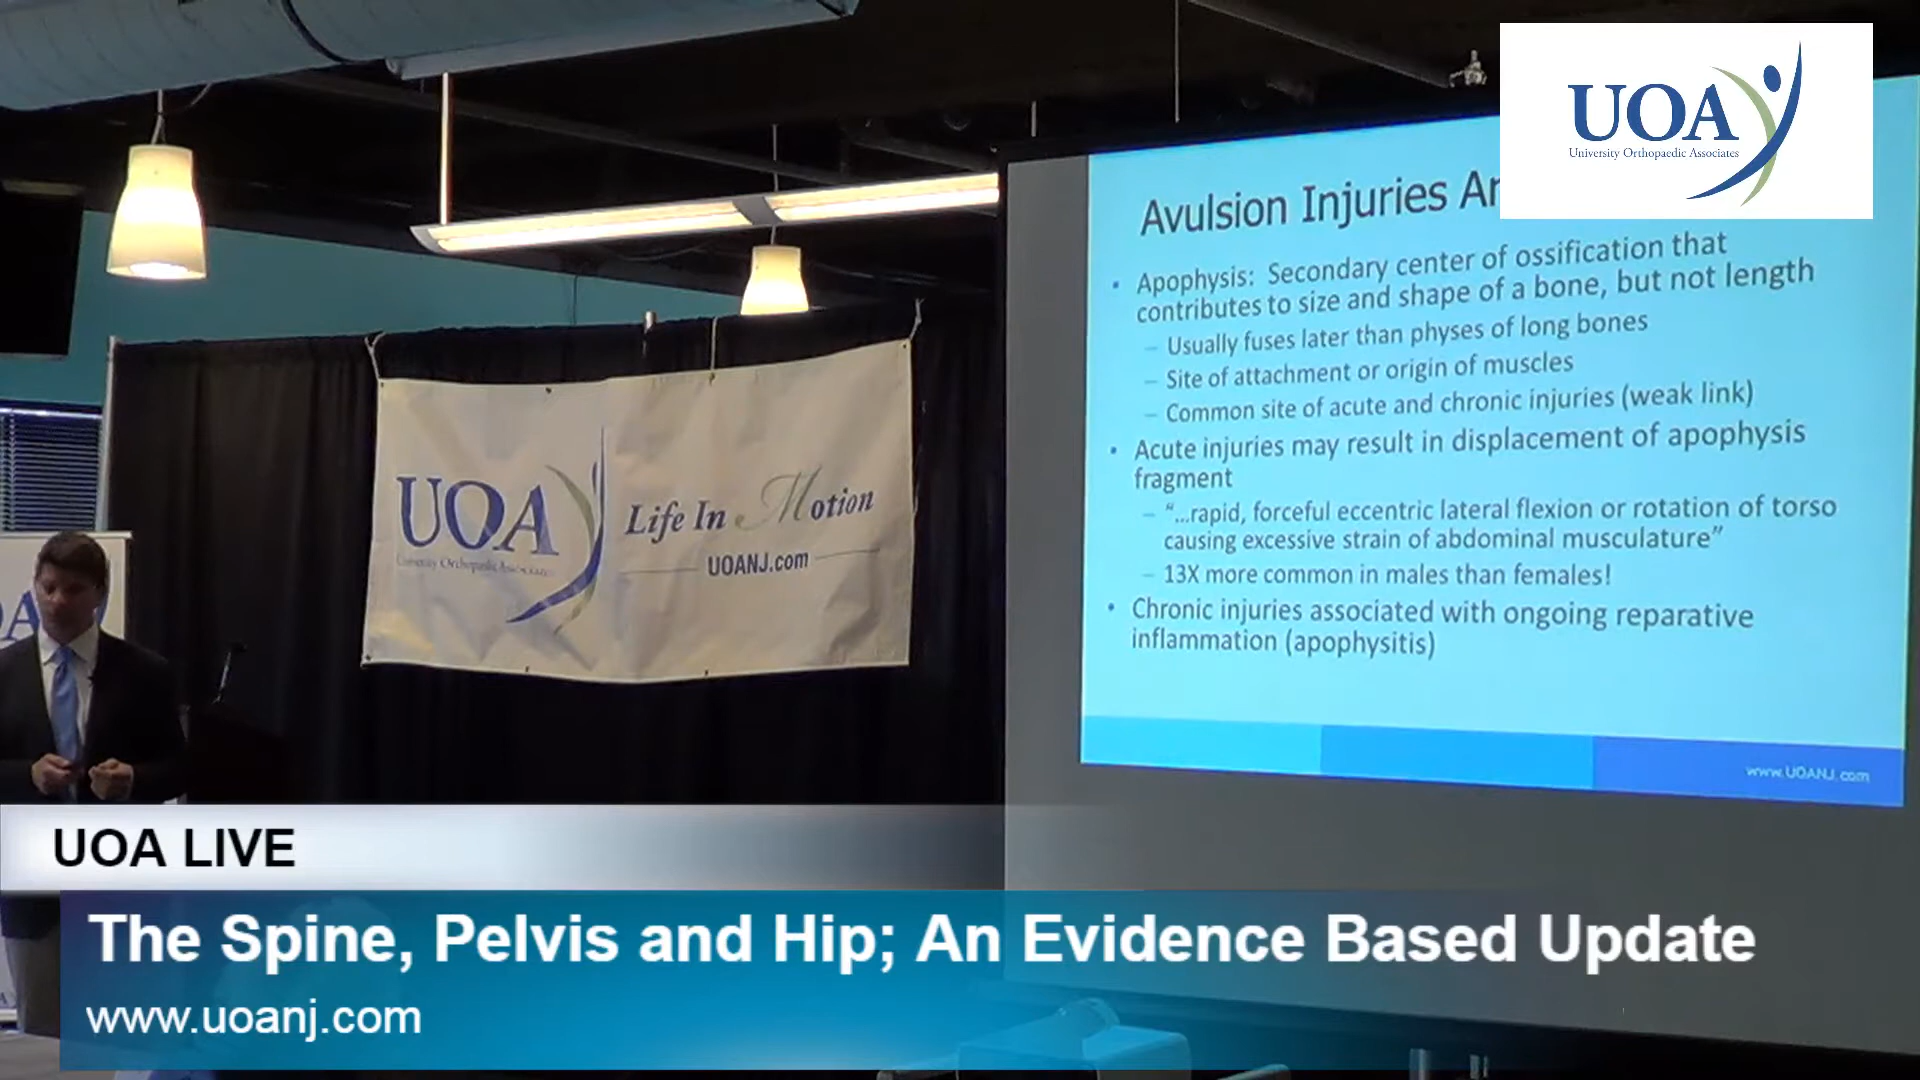 UOA
University Orthopaedic Associates
Avulsion Injuries
• Apophysis: Secondary center of ossification that
contributes to size and shape of a bone, but not length
– Usually fuses later than physes of long bones
– Site of attachment or origin of muscles
– Common site of acute and chronic injuries (weak link)
• Acute injuries may result in displacement of apophysis
fragment
– “...rapid, forceful eccentric lateral flexion or rotation of torso
causing excessive strain of abdominal musculature”
– 13X more common in males than females!
• Chronic injuries associated with ongoing reparative
inflammation (apophysitis)
www.UOANJ.com
UOA
University Orthopaedic Associates
Life In Motion
UOANJ.com
UOA LIVE
The Spine, Pelvis and Hip; An Evidence Based Update
www.uoanj.com